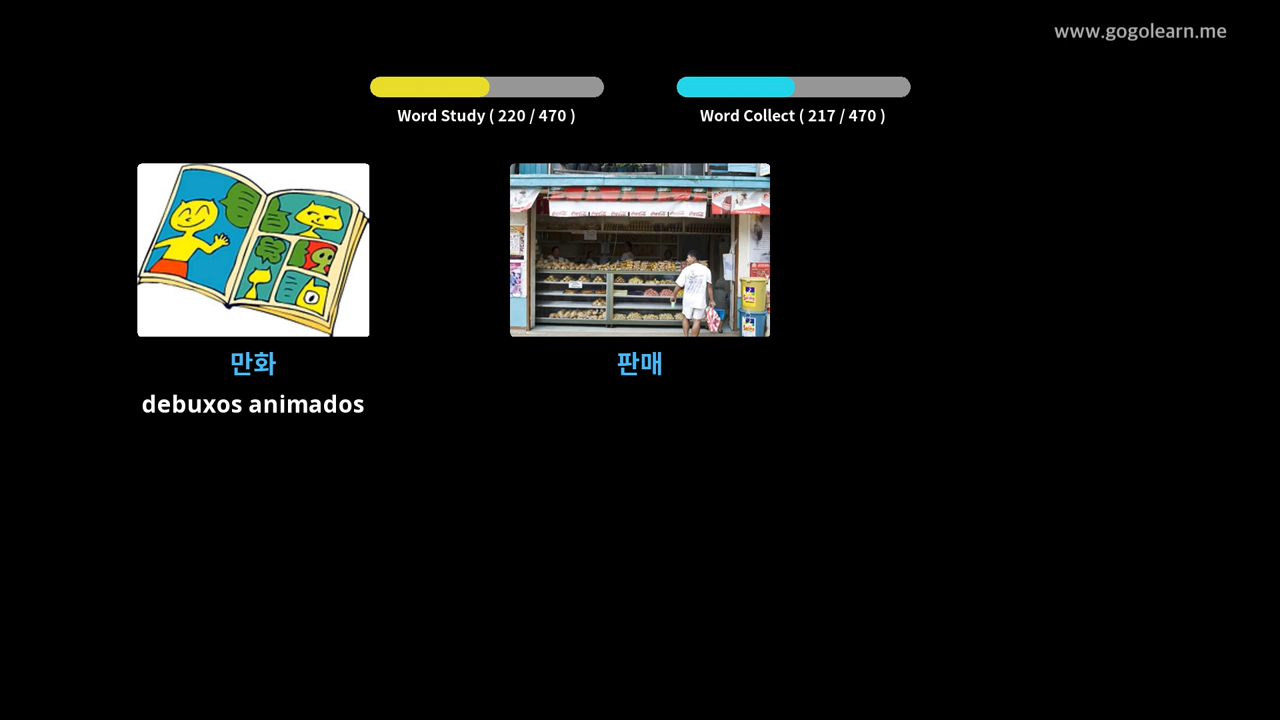 www.gogolearn.me
Word Study ( 220 / 470 )
Word Collect ( 217 / 470 )
만화
판매
debuxos animados